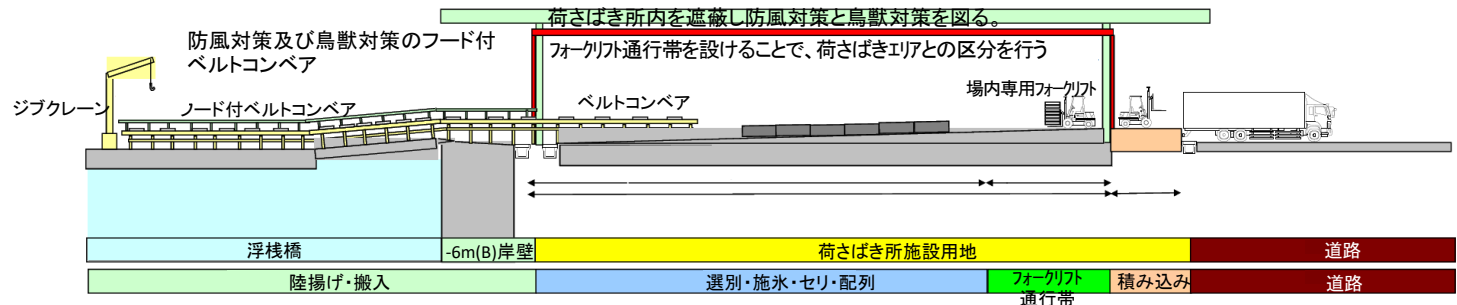 荷さばき所内を遮蔽し防風対策と鳥獣対策を図る。
防風対策及び鳥獣対策のフード付
ベルトコンベア
フォークリフト通行帯を設けることで、荷さばきエリアとの区分を行う
ジブクレーン
ノード付ベルトコンベア
ベルトコンベア
場内専用フォークリフト
浮桟橋
-6m(B)岸壁
荷さばき所施設用地
道路
陸揚げ・搬入
選別・施氷・セリ・配列
フォークリフト
通行帯
積み込み
道路